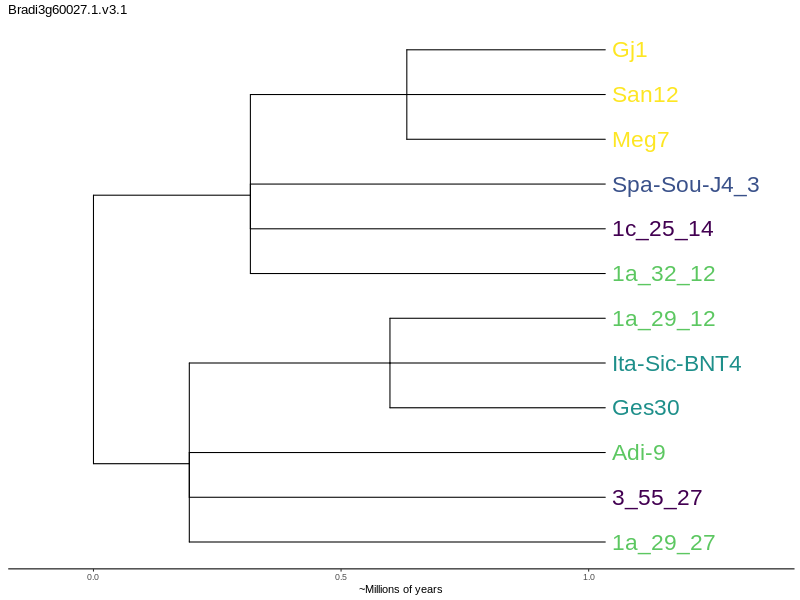 Bradi3g60027.1.v3.1
Gj1
San12
Meg7
Spa-Sou-J4_3
1c_25_14
1a_32_12
1a_29_12
Ita-Sic-BNT4
Ges30
Adi-9
3_55_27
1a_29_27
0.0 0.5 1.0
~Millions of years